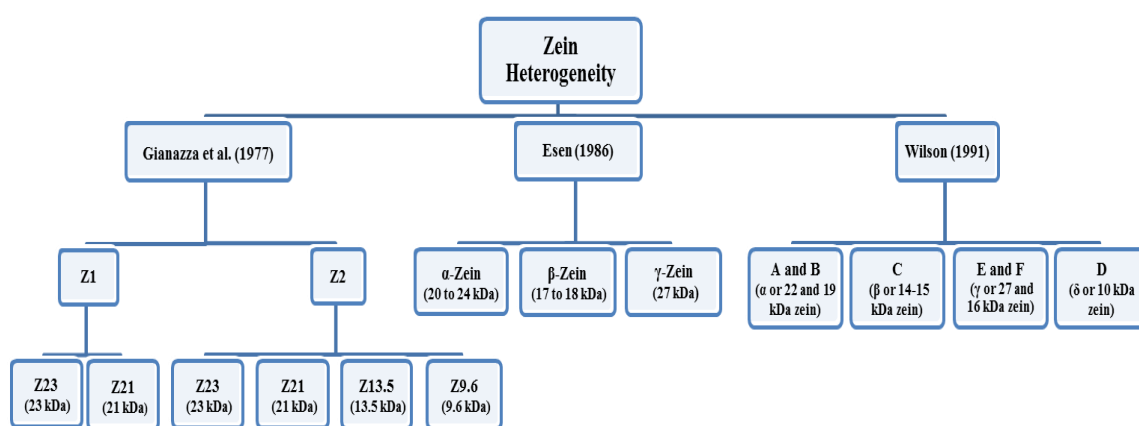 Zein
Heterogeneity
Gianazza et al. (1977)
Esen (1986)
Wilson (1991)
Z1
Z2
α-Zein
(20 to 24 kDa)
β-Zein
(17 to 18 kDa)
γ-Zein
(27 kDa)
A and B
(α or 22 and 19
kDa zein)
C
(β or 14-15
kDa zein)
E and F
(γ or 27 and
16 kDa zein)
D
(δ or 10 kDa
zein)
Z23
(23 kDa)
Z21
(21 kDa)
Z23
(23 kDa)
Z21
(21 kDa)
Z13.5
(13.5 kDa)
Z9.6
(9.6 kDa)